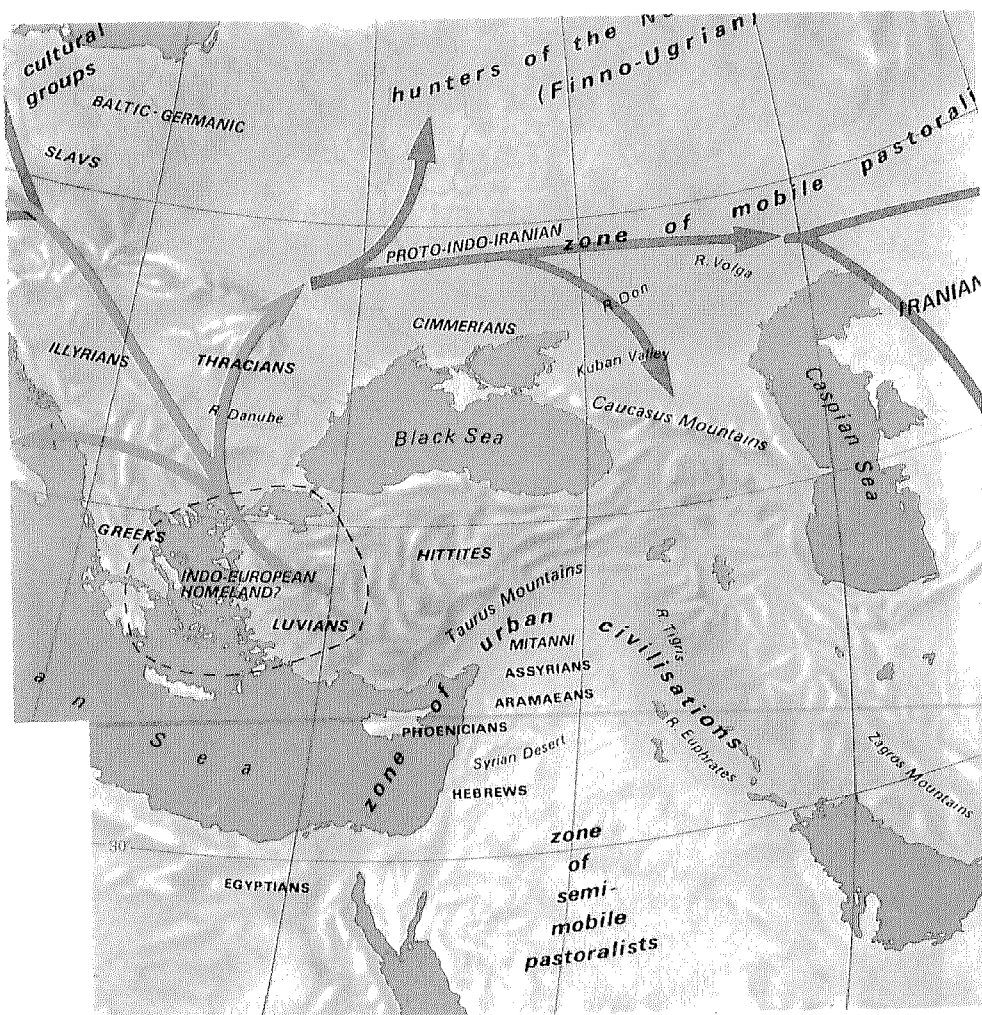 cultural
groups
hunters of the
(Finno-Ugrian)
BALTIC-GERMANIC
SLAVS
zone of mobile
PROTO-INDO-IRANIAN
R. Volga
R. Don
IRANIAN
CIMMERIANS
ILLYRIANS
THRACIANS
Kuban Valley
R. Danube
Caucasus Mountains
Black Sea
Caspian Sea
GREEKS
HITTITES
INDO-EUROPEAN
HOMELAND?
LUVIANS
Taurus Mountains
zone of urban civilisations
MITANNI
R. Tigris
ASSYRIANS
ARAMAEANS
PHOENICIANS
R. Euphrates
Syrian Desert
Zagros Mountains
HEBREWS
an Sea
30
EGYPTIANS
zone
of
semi-
mobile
pastoralists